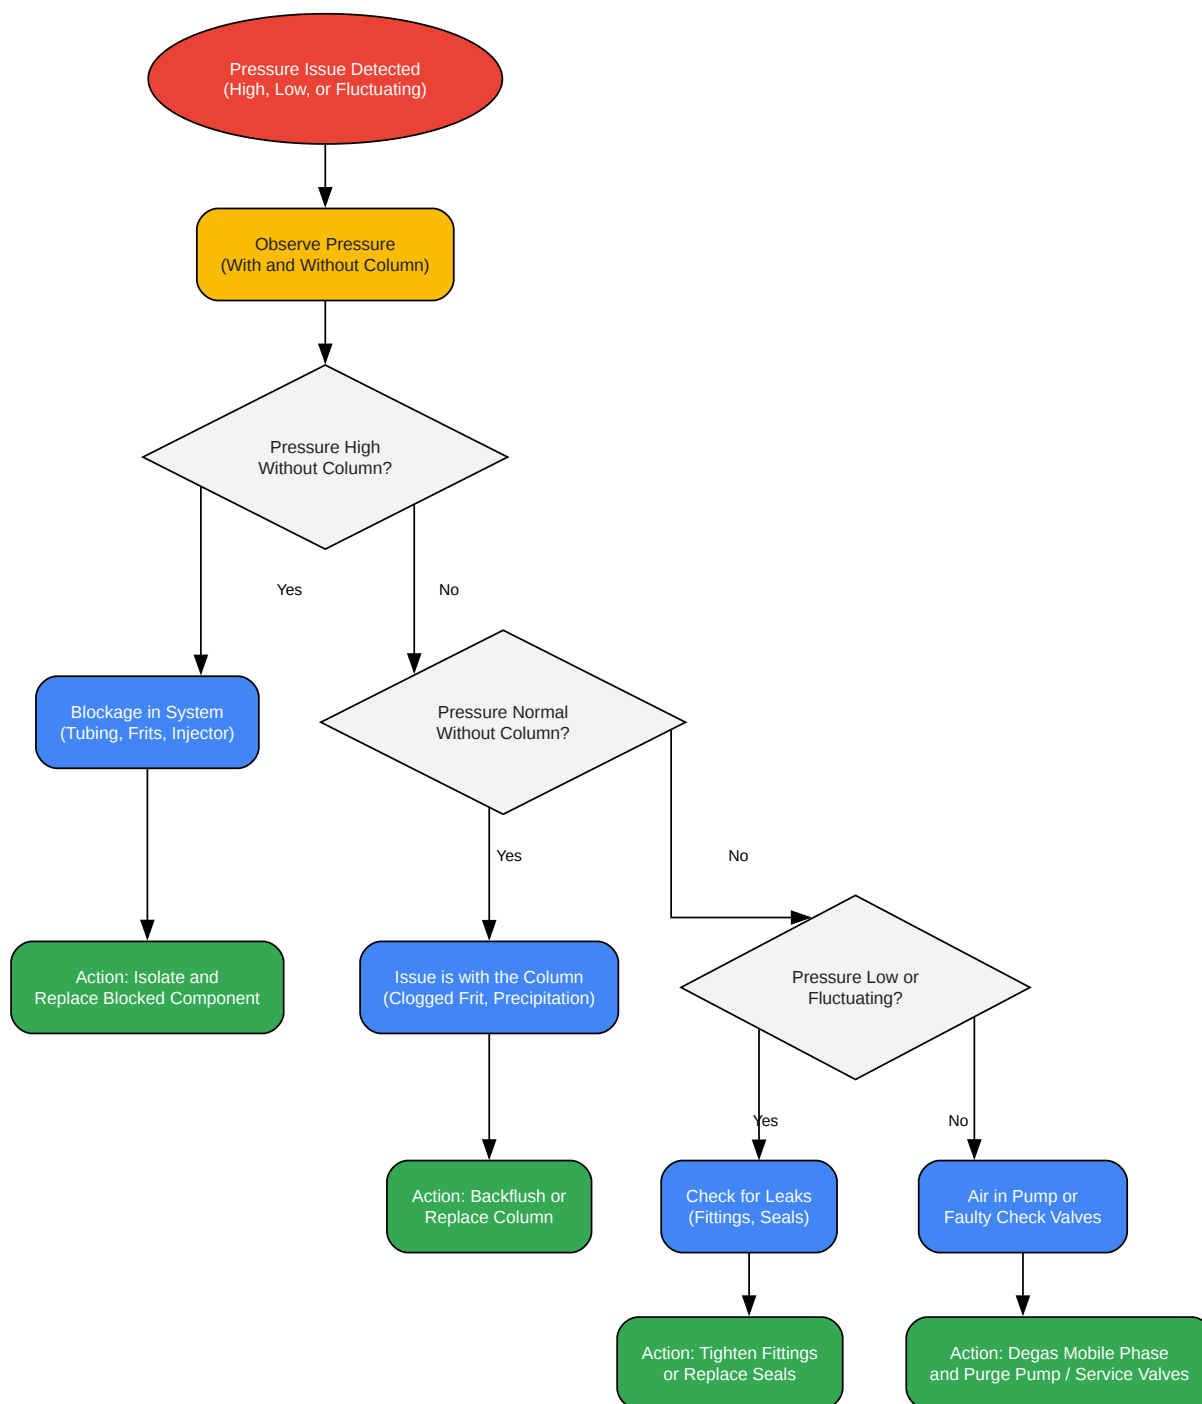 Pressure Issue Detected
(High, Low, or Fluctuating)
Observe Pressure
(With and Without Column)
Pressure High
Without Column?
Yes
No
Blockage in System
(Tubing, Frits, Injector)
Pressure Normal
Without Column?
Yes
No
Action: Isolate and
Replace Blocked Component
Issue is with the Column
(Clogged Frit, Precipitation)
Pressure Low or
Fluctuating?
Yes
No
Action: Backflush or
Replace Column
Check for Leaks
(Fittings, Seals)
Air in Pump or
Faulty Check Valves
Action: Tighten Fittings
or Replace Seals
Action: Degas Mobile Phase
and Purge Pump / Service Valves